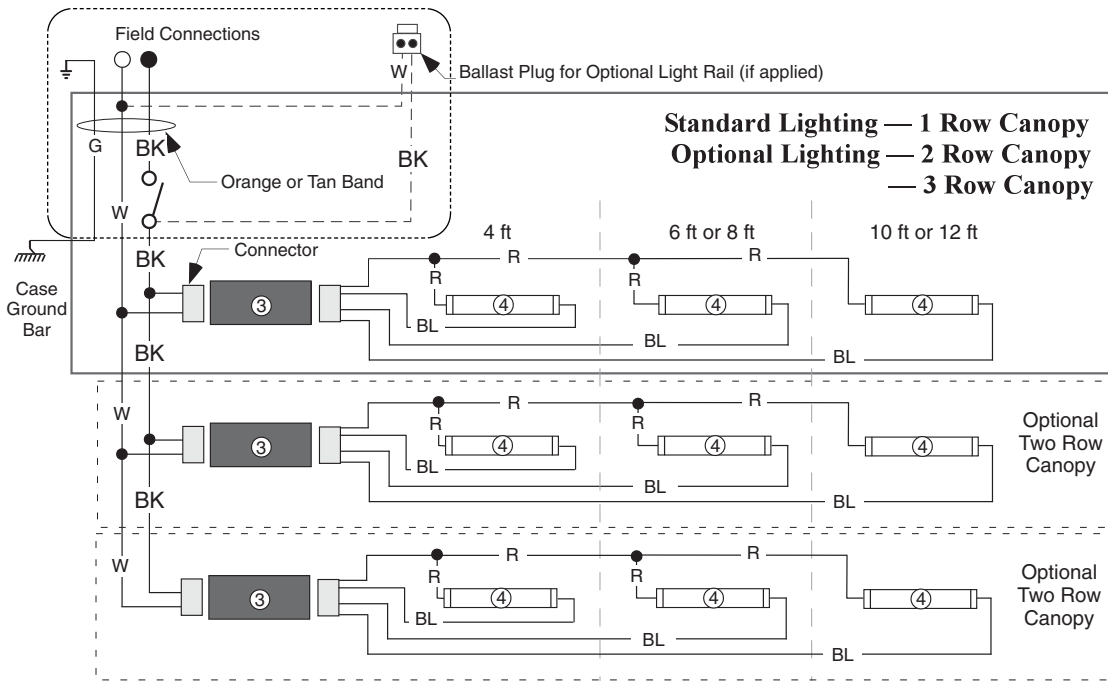 Field Connections
W
Ballast Plug for Optional Light Rail (if applied)
Standard Lighting — 1 Row Canopy
Optional Lighting — 2 Row Canopy
— 3 Row Canopy
G
BK
BK
Orange or Tan Band
W
4 ft
6 ft or 8 ft
10 ft or 12 ft
BK
Connector
R
R
Case
Ground
Bar
R
R
3
4
4
4
BL
BL
BL
BK
W
R
R
Optional
Two Row
Canopy
R
R
3
4
4
4
BL
BL
BL
BK
W
R
R
Optional
Two Row
Canopy
R
R
3
4
4
4
BL
BL
BL